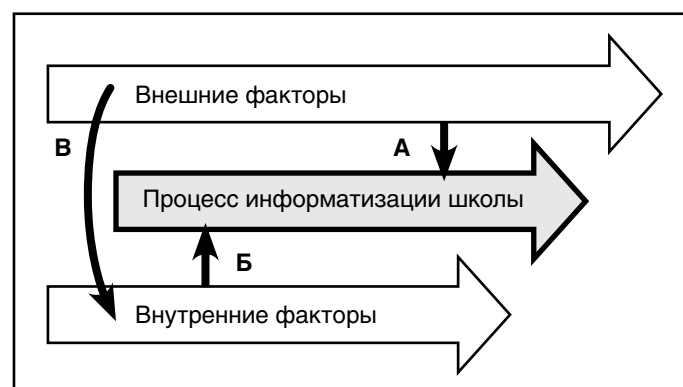 Внешние факторы
В
А
Процесс информатизации школы
Б
Внутренние факторы